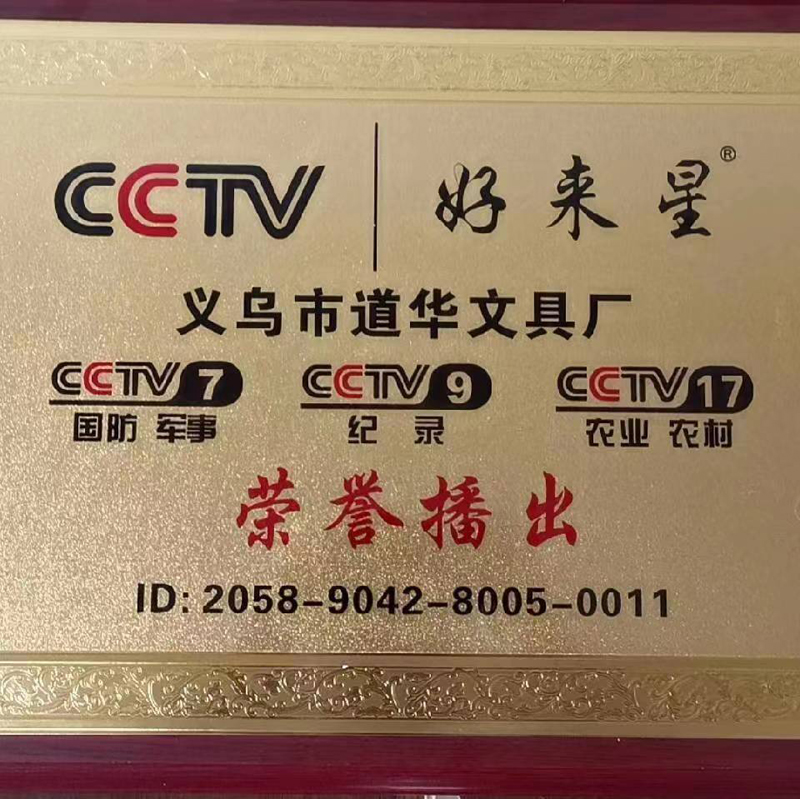 CCTV 好来星®
义乌市道华文具厂
CCTV 7 CCTV 9 CCTV 17
国防 军事 纪 录 农业 农村
荣誉播出
ID: 2058-9042-8005-0011